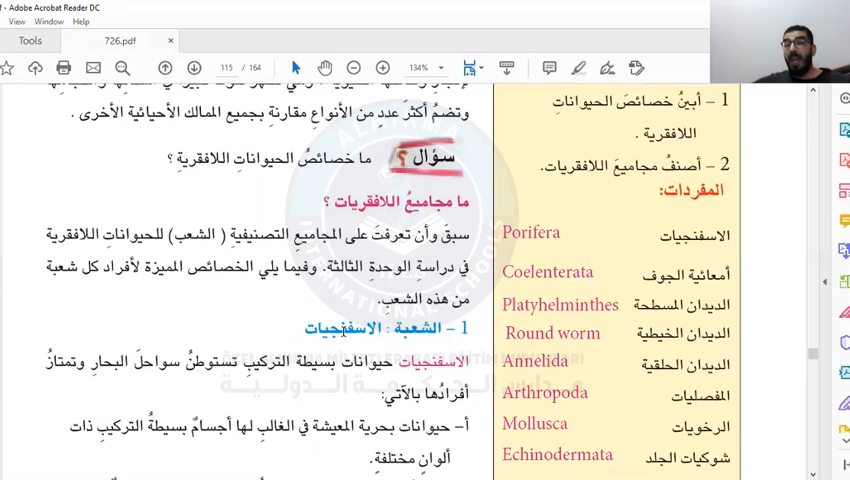 f - Adobe Acrobat Reader DC
View Window Help
Tools
726.pdf
×
115 / 164
134%
وتضمُ أكثرَ عددٍ من الأنواعِ مقارنةِ بجميع الممالك الأحيائية الأخرى .
سؤال ؟
ما خصائصُ الحيواناتِ اللافقريةِ ؟
ما مجاميعُ اللافقريات ؟
سبقَ وأن تعرفتَ على المجاميعِ التصنيفيةِ ( الشعب) للحيواناتِ اللافقرية
في دراسةِ الوحدةِ الثالثة. وفيما يلي الخصائص المميزة لأفراد كل شعبة
من هذه الشعبِ.
1 - الشعبة : الاسفنجيات
الاسفنجيات حيوانات بسيطة التركيبِ تستوطنُ سواحلَ البحارِ وتمتازُ
أفرادُها بالآتي:
أ- حيوانات بحرية المعيشة في الغالبِ لها أجسامٌ بسيطةُ التركيبِ ذات
ألوانٍ مختلفةٍ.
1 - أبينُ خصائصَ الحيواناتِ
اللافقرية .
2 - أصنفُ مجاميعَ اللافقريات.
المفردات:
الاسفنجيات Porifera
أمعائية الجوف Coelenterata
الديدان المسطحة Platyhelminthes
الديدان الخيطية Round worm
الديدان الحلقية Annelida
المفصليات Arthropoda
الرخويات Mollusca
شوكيات الجلد Echinodermata
INTERNATIONAL SCHOOLS
مدارس الحكمة الدولية